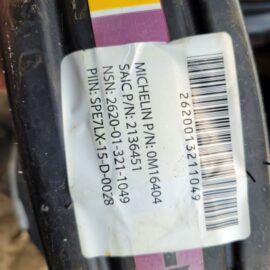 MICHELIN P/N: 0M16404
SAIC P/N: 2136451
NSN: 2620-01-321-1049
PIIN: SPE7LX-15-D-0028
2620013211049